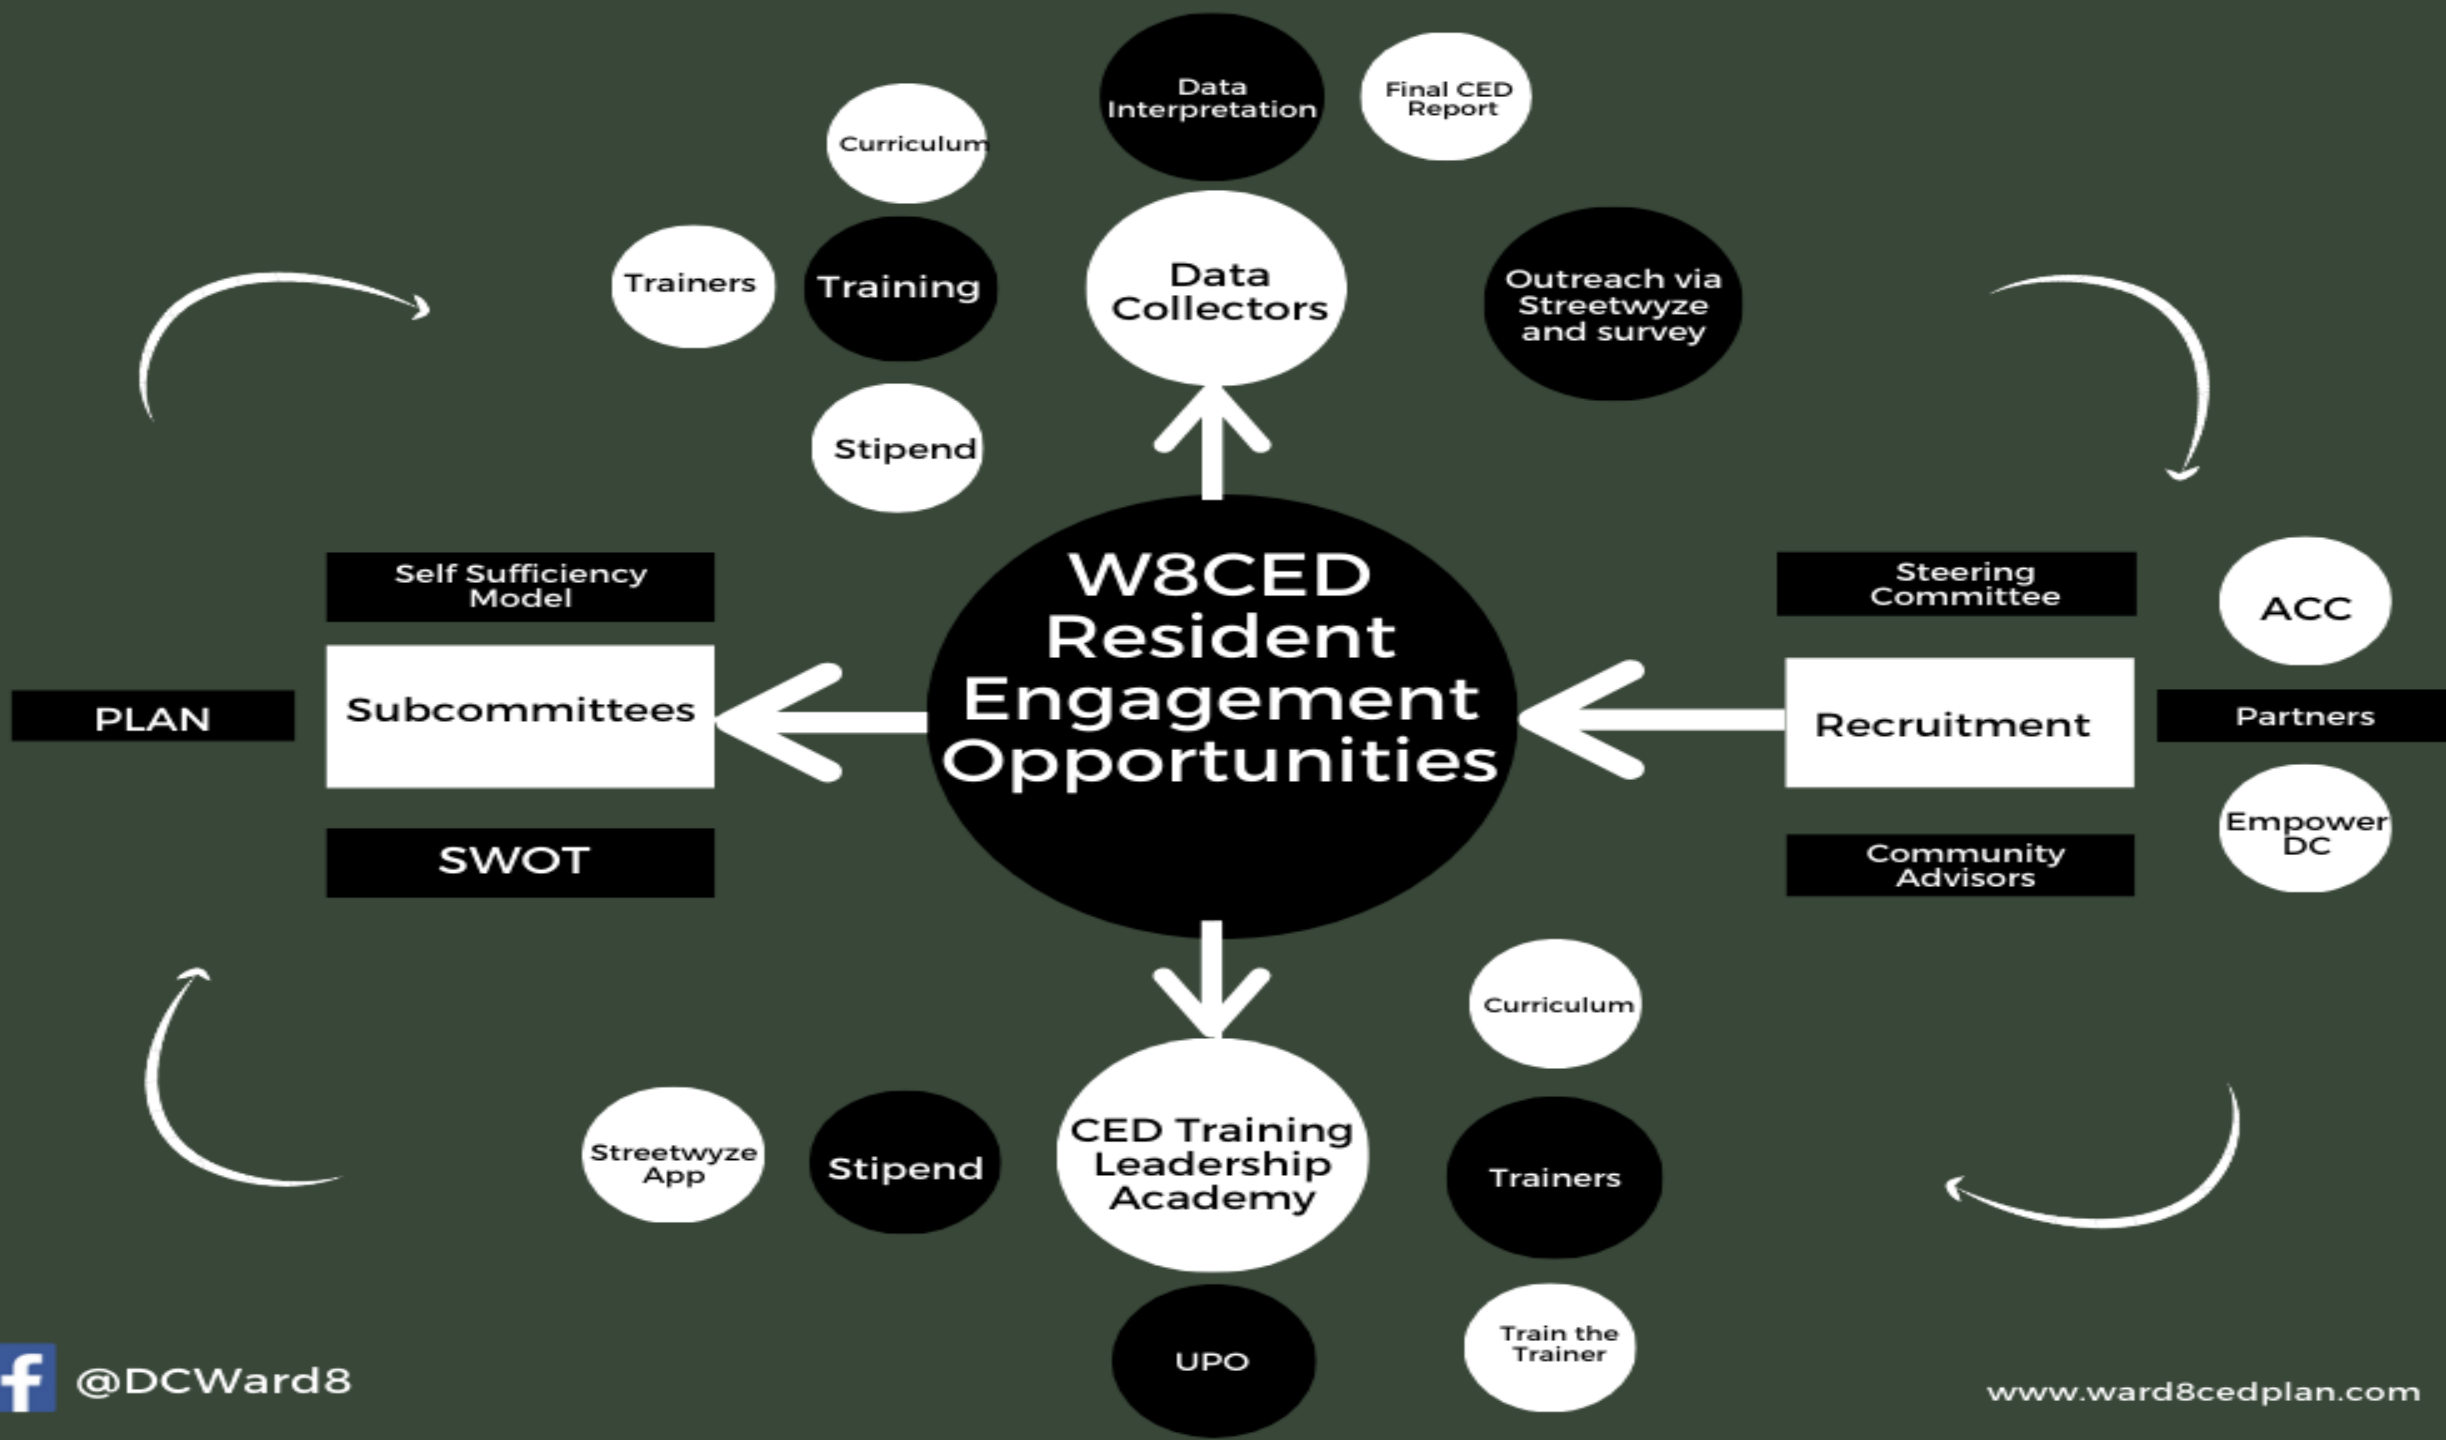 Data
Interpretation
Final CED
Report
Curriculum
Trainers
Training
Data
Collectors
Outreach via
Streetwyze
and survey
Stipend
W8CED
Resident
Engagement
Opportunities
Self Sufficiency
Model
Subcommittees
PLAN
SWOT
Steering
Committee
ACC
Recruitment
Partners
Community
Advisors
Empower
DC
Curriculum
Streetwyze
App
Stipend
CED Training
Leadership
Academy
Trainers
UPO
Train the
Trainer
f
@DCWard8
www.ward8cedplan.com